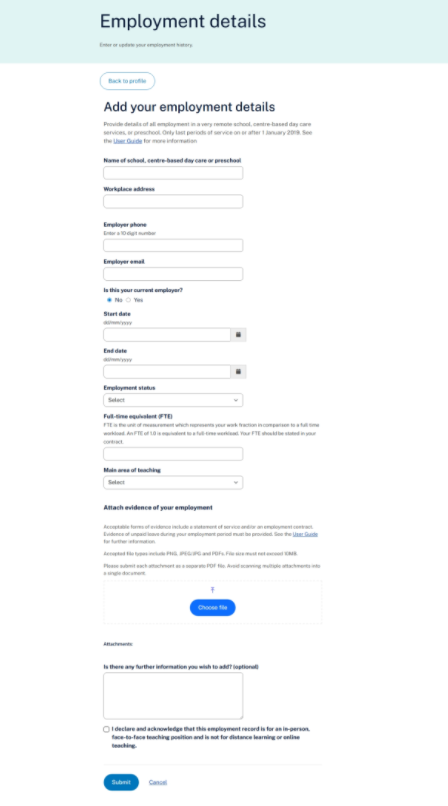 Employment details
Enter or update your employment history.
Back to profile
Add your employment details
Provide details of all employment in a very remote school, centre-based day care
services, or preschool. Only last periods of service on or after 1 January 2019. See
the User Guide for more information
Name of school, centre-based day care or preschool
Workplace address
Employer phone
Enter a 10 digit number
Employer email
Is this your current employer?
No Yes
Start date
dd/mm/yyyy
End date
dd/mm/yyyy
Employment status
Select
Full-time equivalent (FTE)
FTE is the unit of measurement which represents your work fraction in comparison to a full-time
workload. An FTE of 1.0 is equivalent to a full-time workload. Your FTE should be stated in your
contract.
Main area of teaching
Select
Attach evidence of your employment
Acceptable forms of evidence include a statement of service and/or an employment contract.
Evidence of unpaid leave during your employment period must be provided. See the User Guide
for further information.
Accepted file types include PNG, JPEG/JPG and PDFs. File size must not exceed 10MB.
Please submit each attachment as a separate PDF file. Avoid scanning multiple attachments into
a single document.
Choose file
Attachments
Is there any further information you wish to add? (optional)
I declare and acknowledge that this employment record is for an in-person,
face-to-face teaching position and is not for distance learning or online
teaching.
Submit Cancel